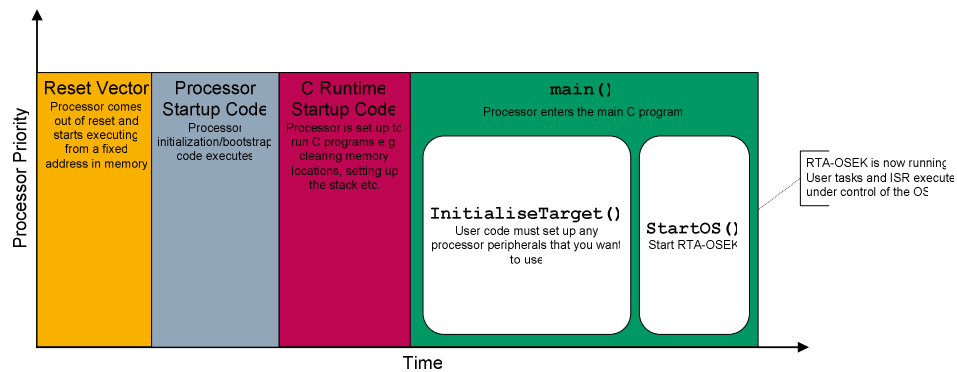 Reset Vector
Processor comes
out of reset and
starts executing
from a fixed
address in memory
Processor
Startup Code
Processor
initialization/bootstrap
code executes
C Runtime
Startup Code
Processor is set up to
run C programs e.g.
clearing memory
locations, setting up
the stack etc.
main()
Processor enters the main C program
InitialiseTarget()
User code must set up any
processor peripherals that you want
to use
StartOS()
Start RTA-OSEK
RTA-OSEK is now running
User tasks and ISR execute
under control of the OS
Processor Priority
Time